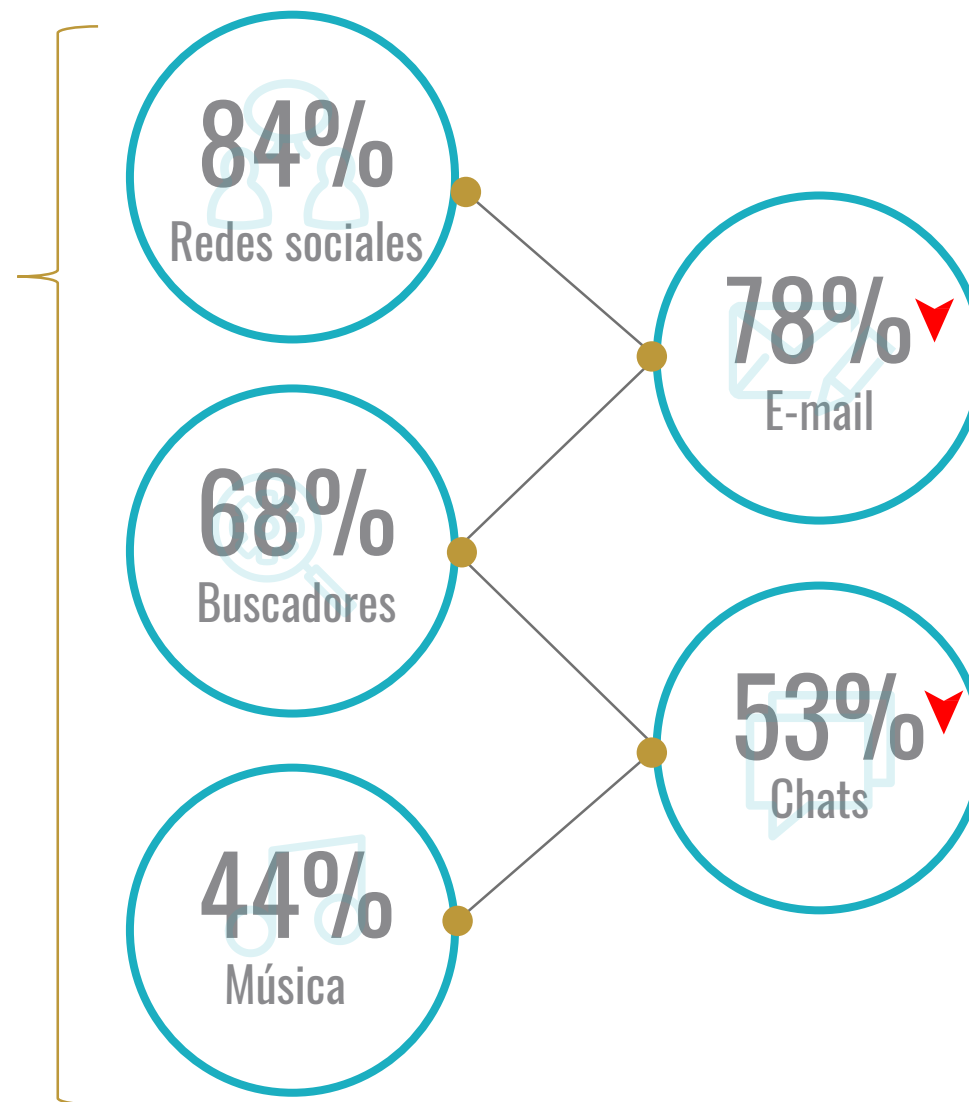 84%
Redes sociales
78%
E-mail
68%
Buscadores
53%
Chats
44%
Música